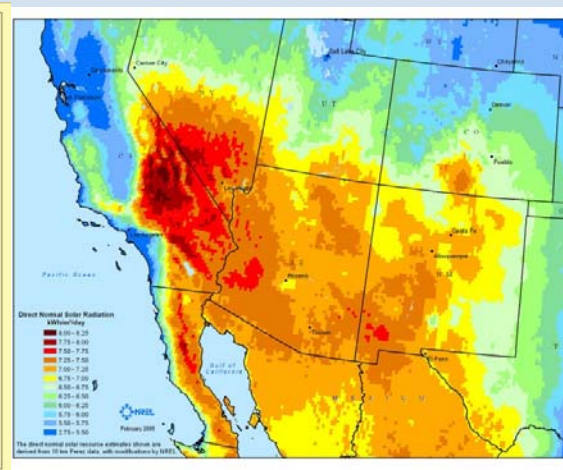 Salt Lake City
W Y
Cheyenne
Carson City
Sacramento
N V
U T
Denver
C O
Pueblo
C A
Las Vegas
Santa Fe
Albuquerque
Los Angeles
A Z
N M
Phoenix
Pacific Ocean
Tucson
El Paso
Direct Normal Solar Radiation
kWh/m²/day
8.00 - 8.25
7.75 - 8.00
7.50 - 7.75
7.25 - 7.50
7.00 - 7.25
6.75 - 7.00
6.50 - 6.75
6.25 - 6.50
6.00 - 6.25
5.75 - 6.00
5.50 - 5.75
2.75 - 5.50
Gulf of
California
M E X I C O
NREL
February 2005
The direct normal solar resource estimates shown are
derived from 10 km Perez data, with modifications by NREL.